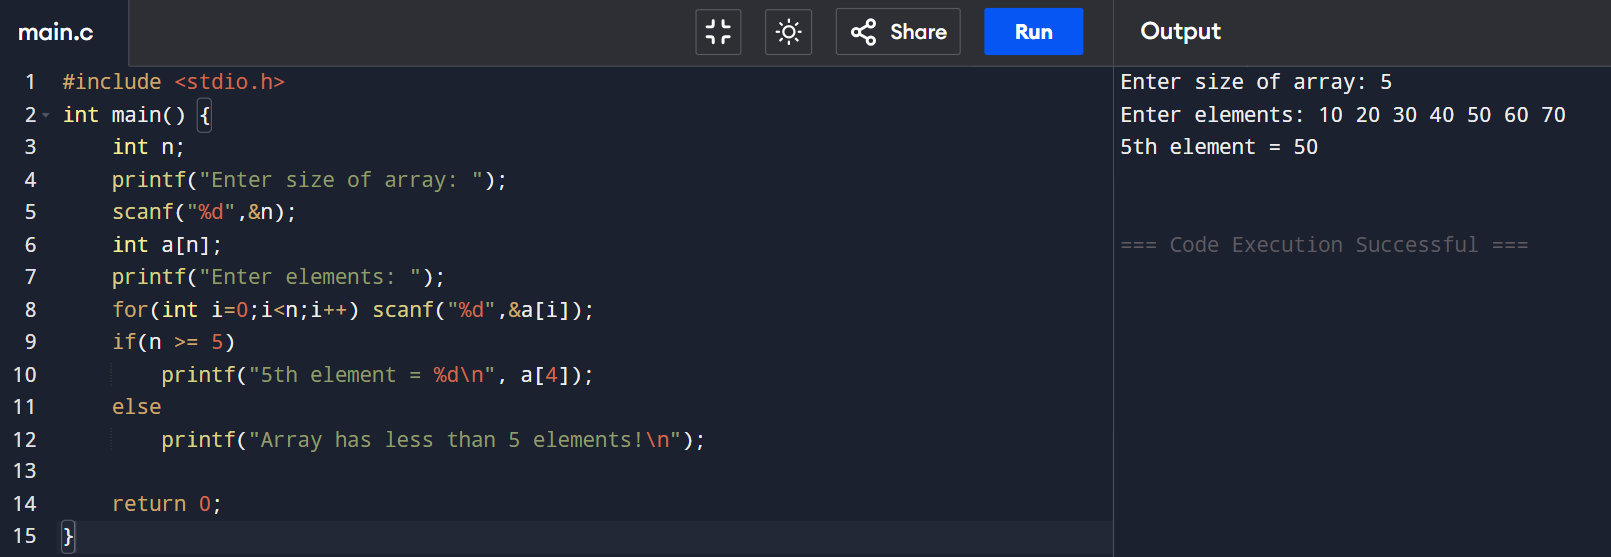 main.c
Share
Run
Output
1 #include <stdio.h>
2 int main() {
3     int n;
4     printf("Enter size of array: ");
5     scanf("%d",&n);
6     int a[n];
7     printf("Enter elements: ");
8     for(int i=0;i<n;i++) scanf("%d",&a[i]);
9     if(n >= 5)
10         printf("5th element = %d\n", a[4]);
11     else
12         printf("Array has less than 5 elements!\n");
13
14     return 0;
15 }
Enter size of array: 5
Enter elements: 10 20 30 40 50 60 70
5th element = 50
=== Code Execution Successful ===